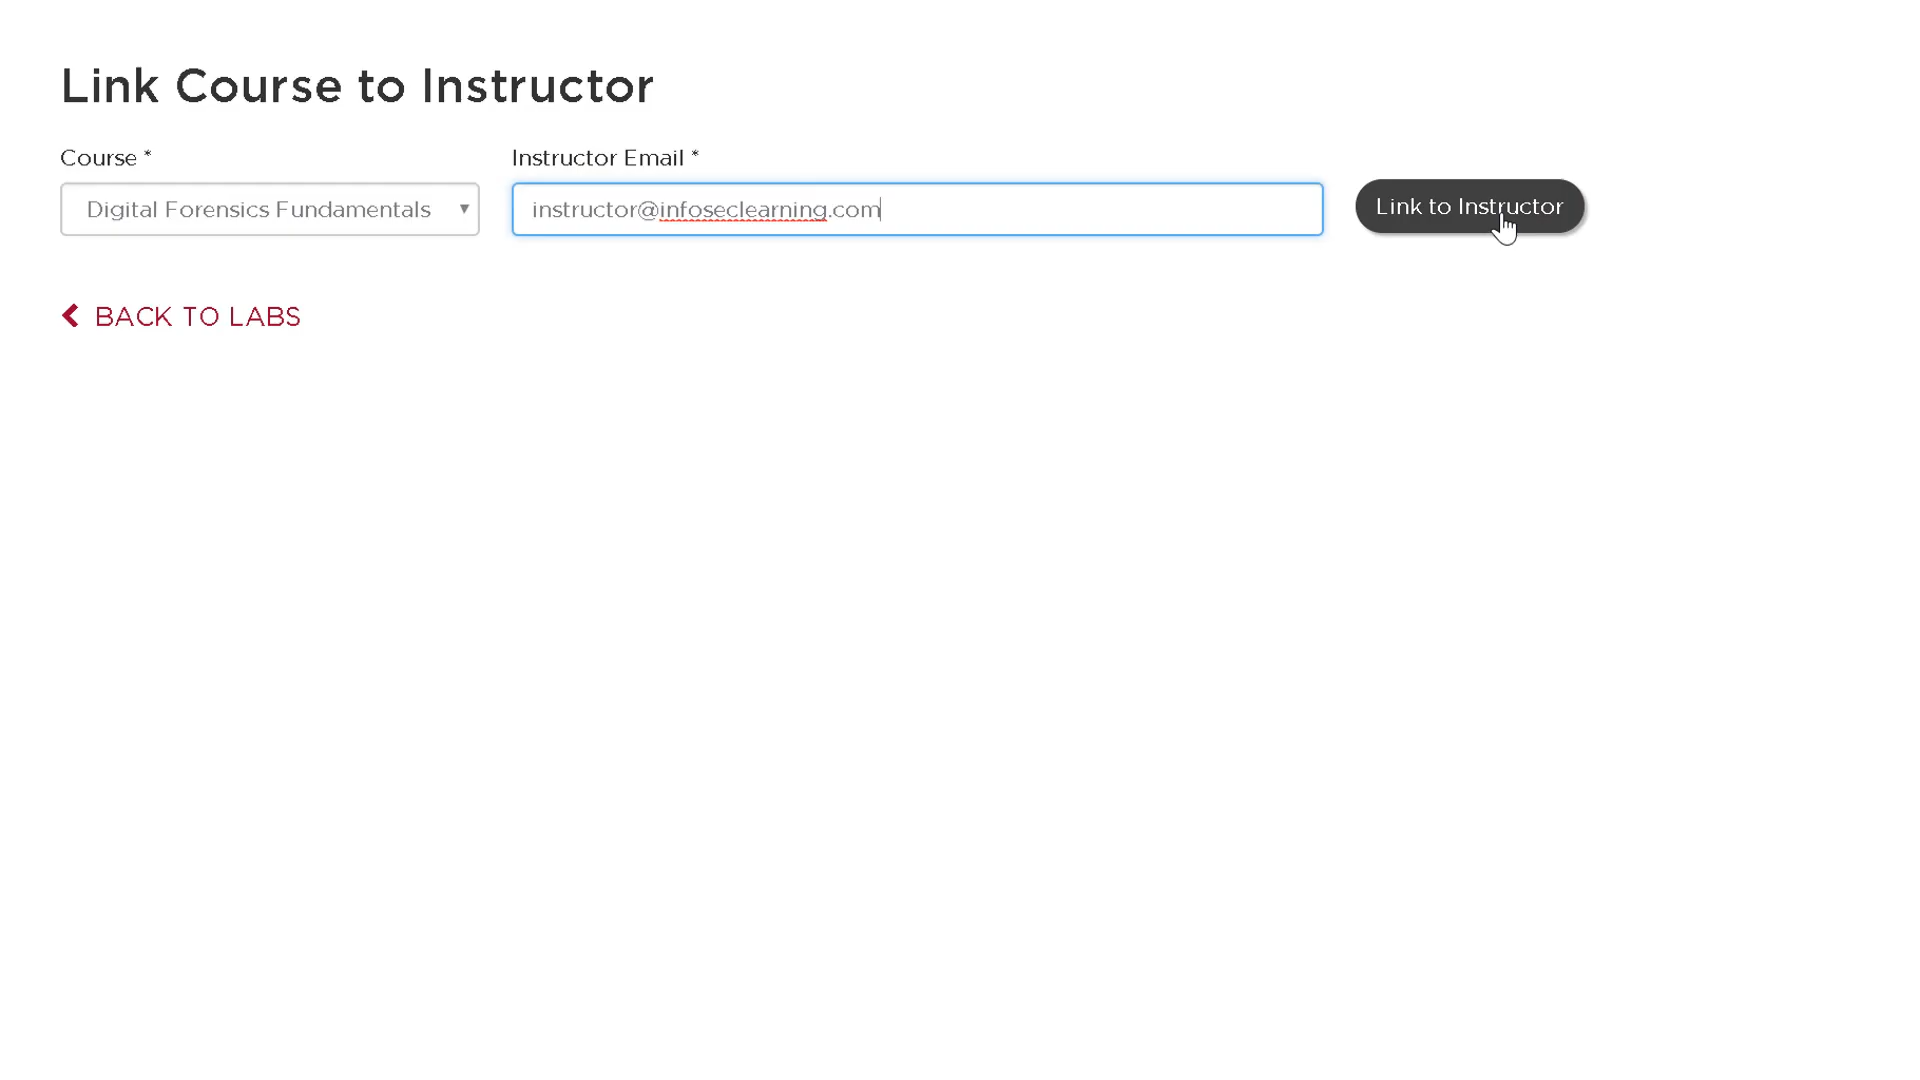 Link Course to Instructor
Course * Instructor Email *
Digital Forensics Fundamentals instructor@infoseclearning.com Link to Instructor
BACK TO LABS